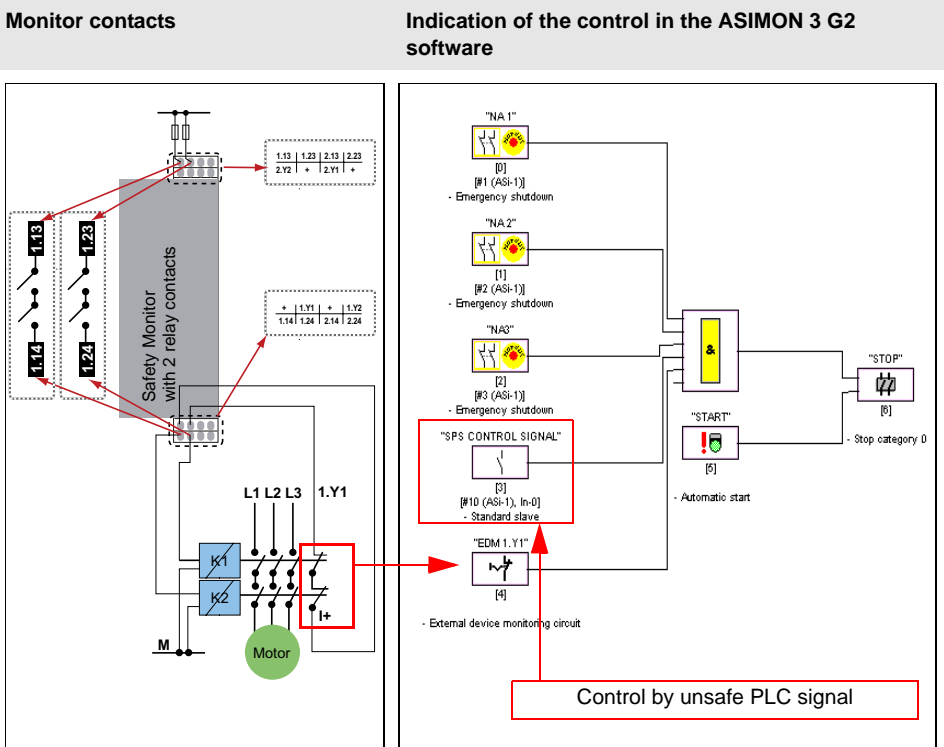 Monitor contacts
Indication of the control in the ASIMON 3 G2
software
1.13 | 1.23 | 2.13 | 2.23
2.Y2 | + | 2.Y1 | +
1.13
1.23
1.14
1.24
Safety Monitor
with 2 relay contacts
+ | 1.Y1 | + | 1.Y2
1.14 | 1.24 | 2.14 | 2.24
L1 L2 L3
1.Y1
K1
K2
I+
M
Motor
"NA 1"
[0]
[#1 (ASi-1)]
- Emergency shutdown
"NA 2"
[1]
[#2 (ASi-1)]
- Emergency shutdown
"NA3"
[2]
[#3 (ASi-1)]
- Emergency shutdown
"SPS CONTROL SIGNAL"
[3]
[#10 (ASi-1), In-0]
- Standard slave
"EDM 1.Y1"
[4]
- External device monitoring circuit
&
"START"
[5]
- Automatic start
"STOP"
[6]
- Stop category 0
Control by unsafe PLC signal